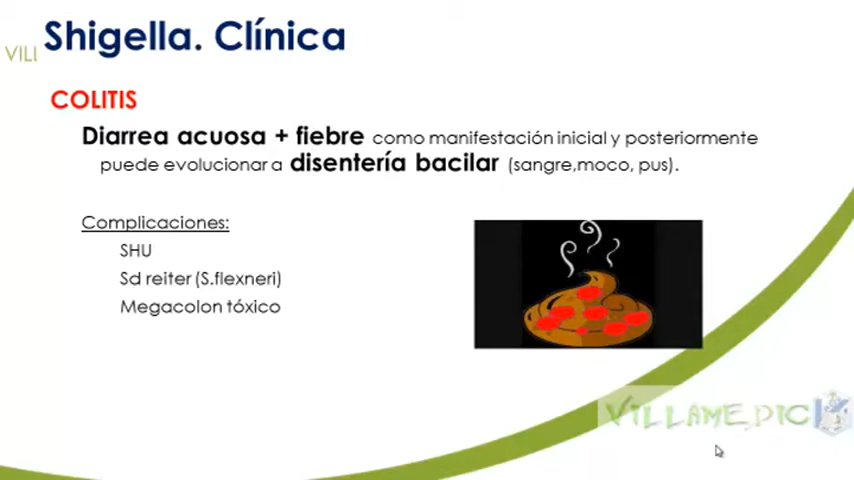 Shigella. Clínica
VILL
COLITIS
Diarrea acuosa + fiebre como manifestación inicial y posteriormente
puede evolucionar a disentería bacilar (sangre,moco, pus).
Complicaciones:
SHU
Sd reiter (S.flexneri)
Megacolon tóxico
VILLAMEDIC